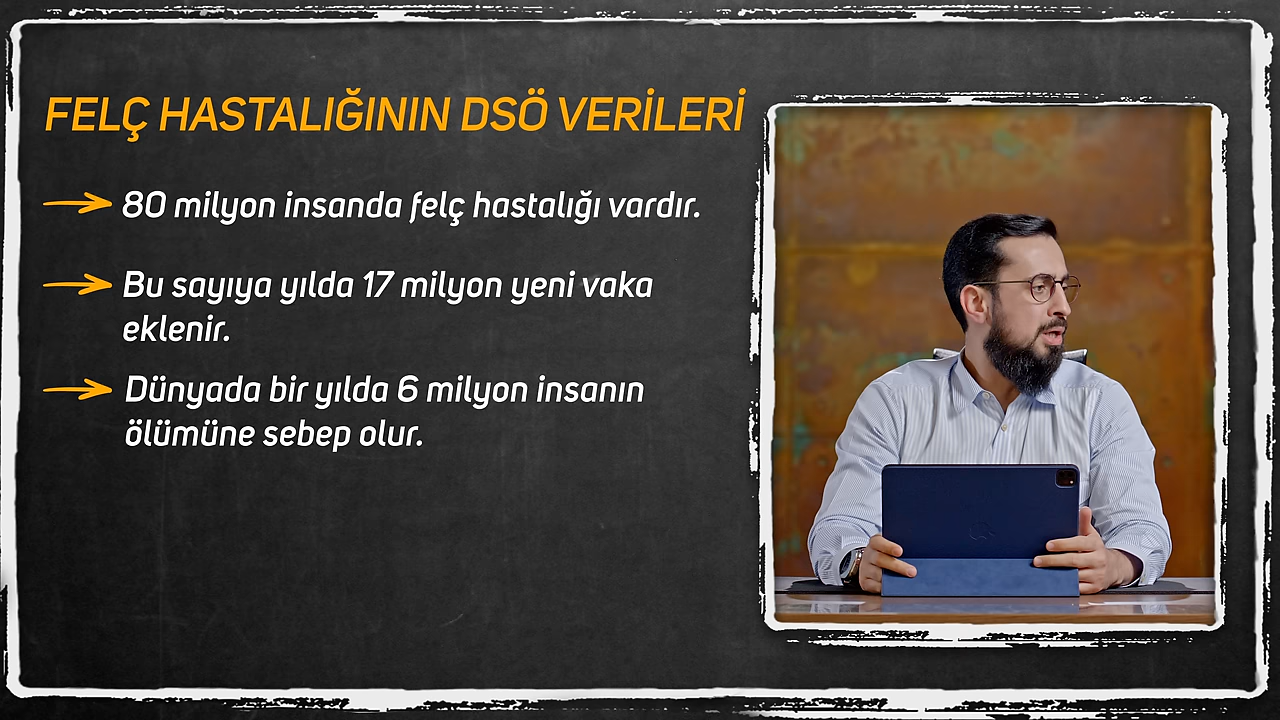 FELÇ HASTALIĞININ DSÖ VERİLERİ
80 milyon insanda felç hastalığı vardır.
Bu sayıya yılda 17 milyon yeni vaka
eklenir.
Dünyada bir yılda 6 milyon insanın
ölümüne sebep olur.